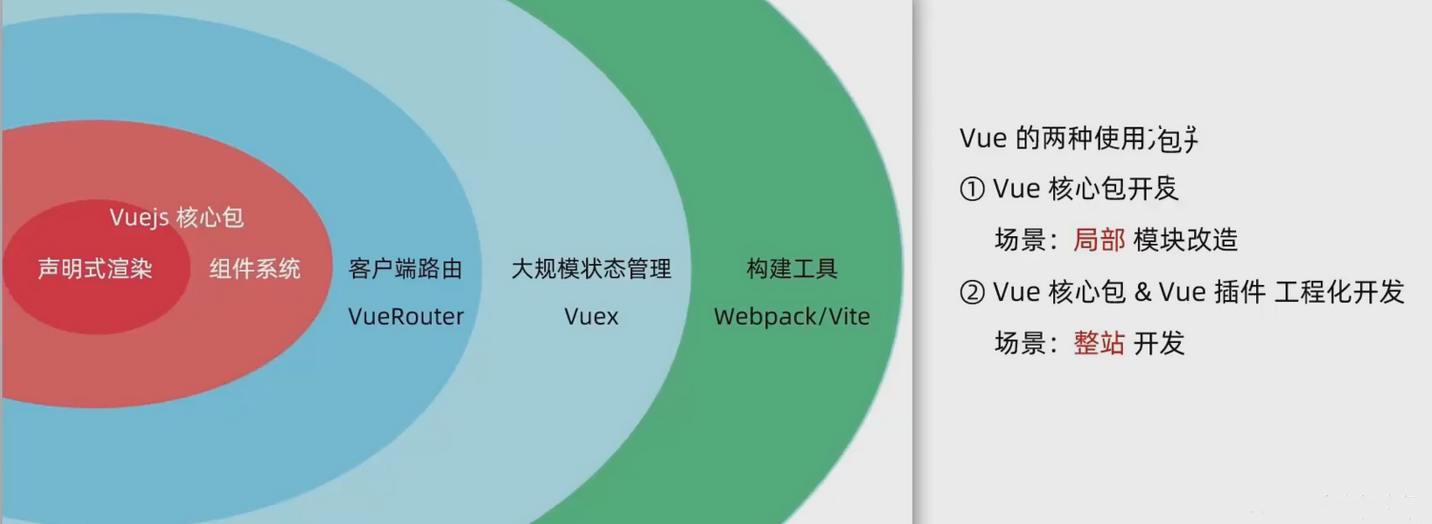 Vuejs 核心包
声明式渲染
组件系统
客户端路由
VueRouter
大规模状态管理
Vuex
构建工具
Webpack/Vite
Vue 的两种使用
① Vue 核心包开发
场景：局部 模块改造
② Vue 核心包 & Vue 插件 工程化开发
场景：整站 开发